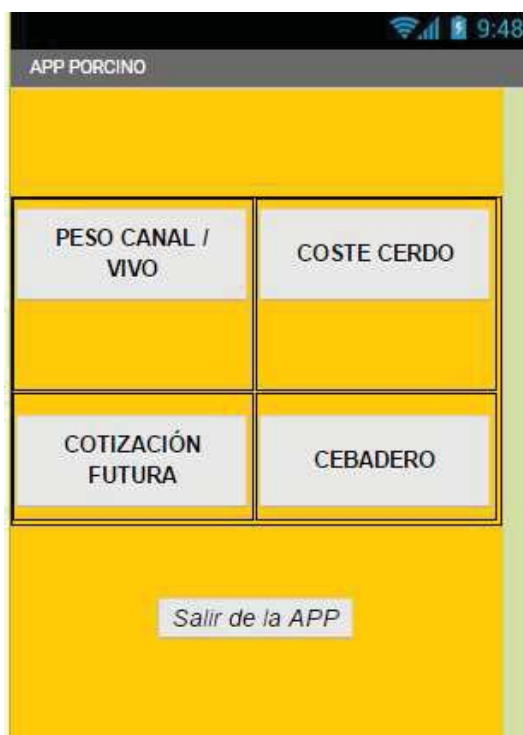 9:48
APP PORCINO
PESO CANAL /
VIVO
COSTE CERDO
COTIZACIÓN
FUTURA
CEBADERO
Salir de la APP